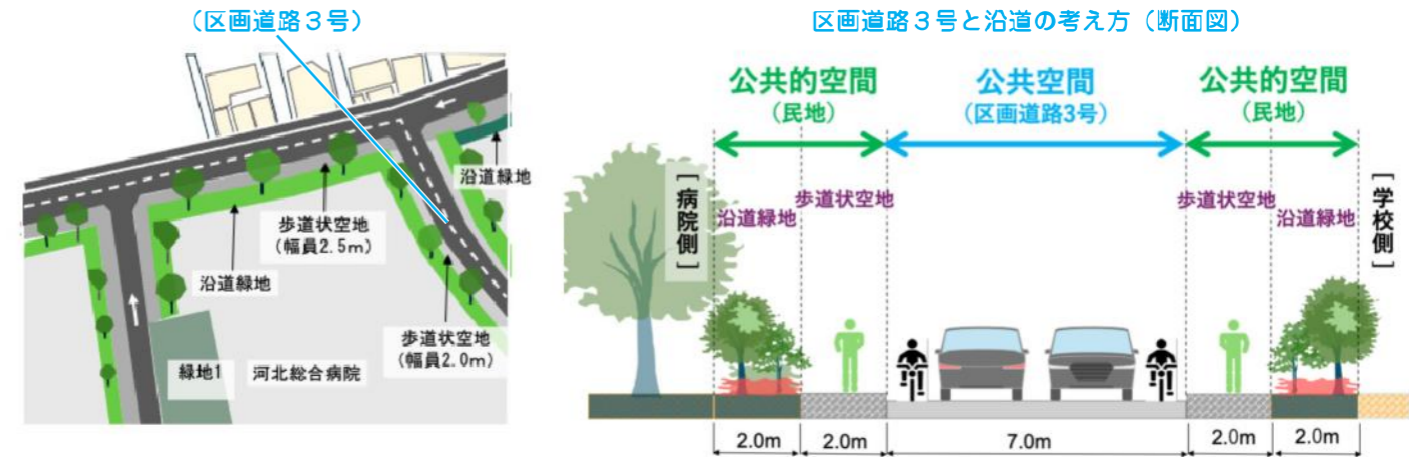 （区画道路３号）
沿道緑地
歩道状空地
（幅員2.5m）
沿道緑地
歩道状空地
（幅員2.0m）
緑地1
河北総合病院
区画道路３号と沿道の考え方（断面図）
公共的空間
（民地）
公共空間
（区画道路3号）
公共的空間
（民地）
［病院側］
沿道緑地
歩道状空地
歩道状空地
沿道緑地
［学校側］
2.0m
2.0m
7.0m
2.0m
2.0m